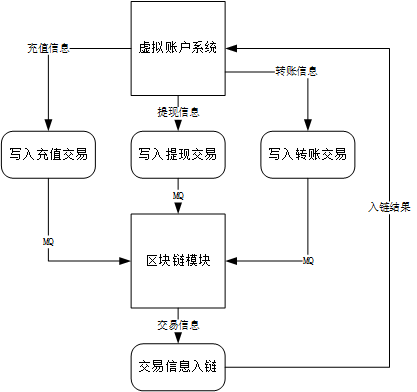 虚拟账户系统
充值信息
转账信息
提现信息
写入充值交易
写入提现交易
写入转账交易
MQ
入链结果
MQ
区块链模块
MQ
交易信息
交易信息入链